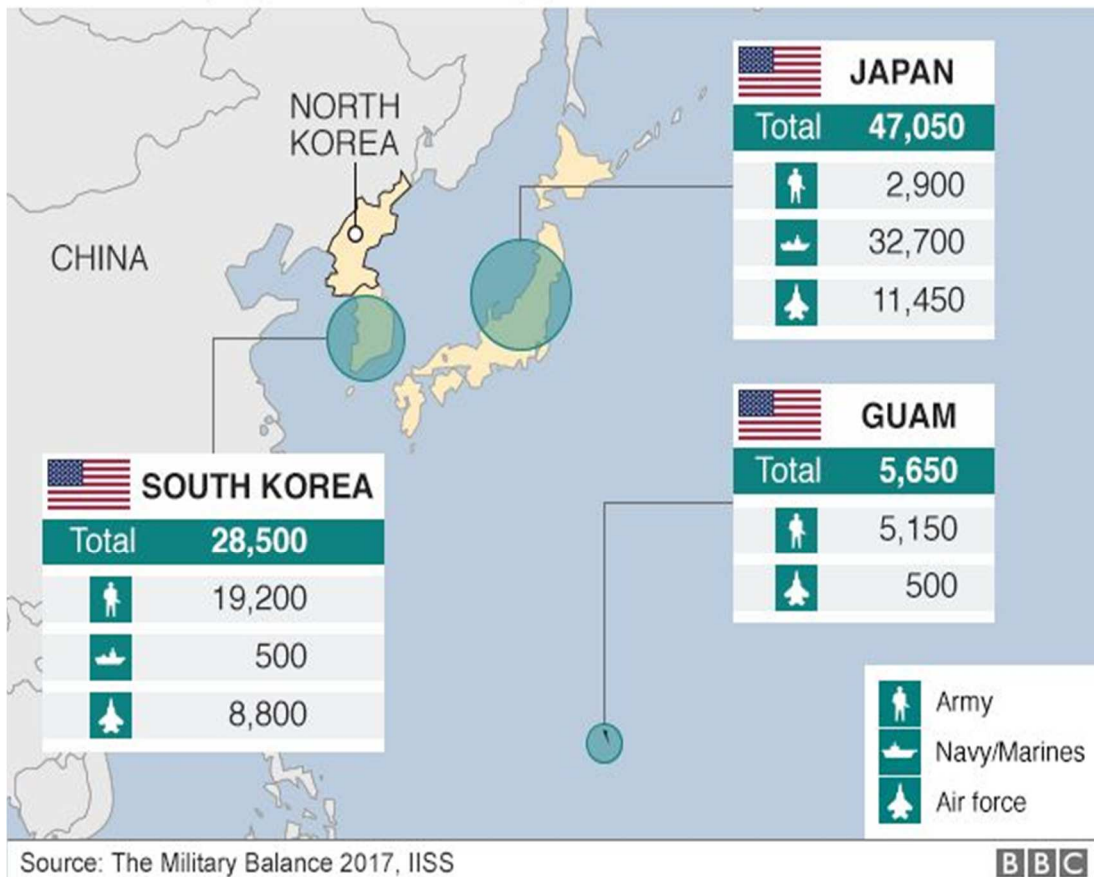 NORTH
KOREA
CHINA
JAPAN
Total 47,050
2,900
32,700
11,450
GUAM
Total 5,650
5,150
500
SOUTH KOREA
Total 28,500
19,200
500
8,800
Army
Navy/Marines
Air force
Source: The Military Balance 2017, IISS
BBC